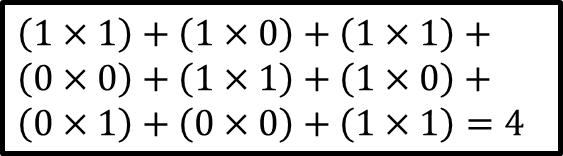 (1 × 1) + (1 × 0) + (1 × 1) +
(0 × 0) + (1 × 1) + (1 × 0) +
(0 × 1) + (0 × 0) + (1 × 1) = 4